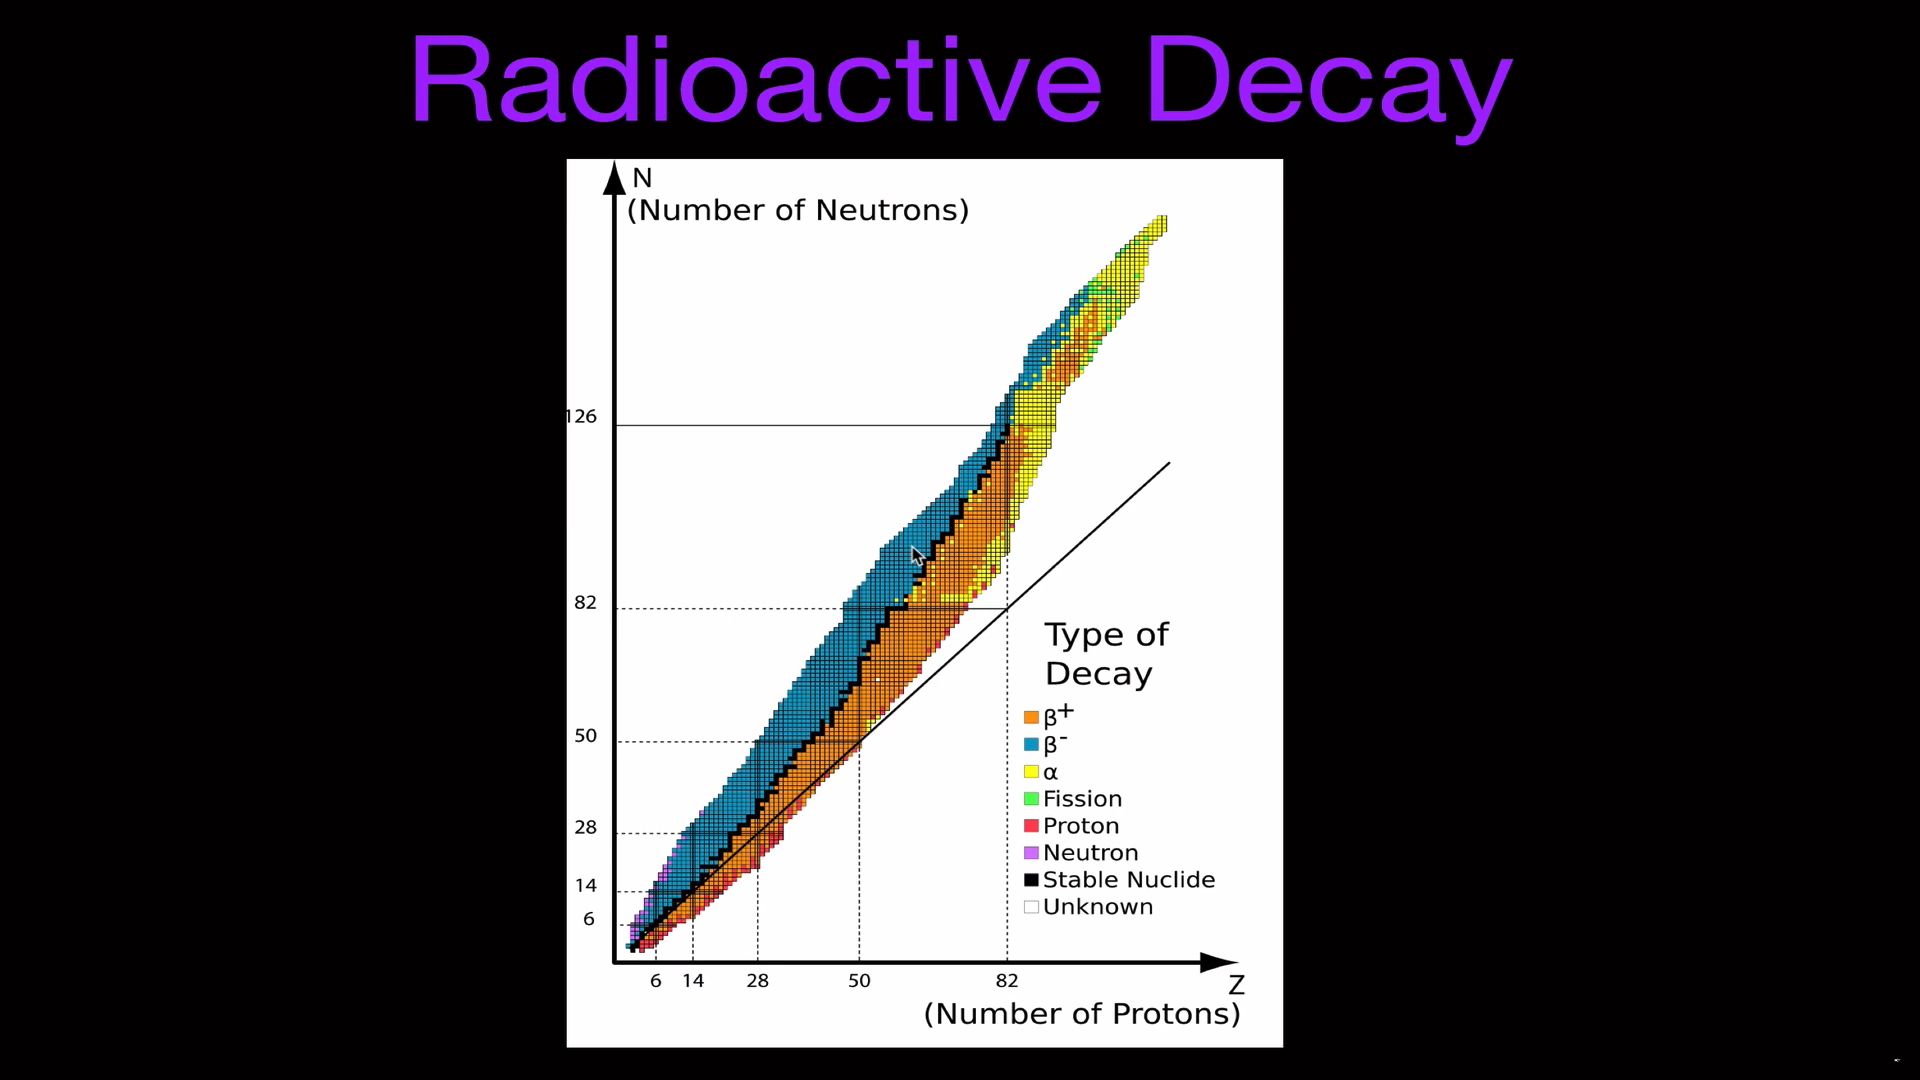 Radioactive Decay
N
(Number of Neutrons)
126
82
50
28
14
6
Type of
Decay
β+
β-
α
Fission
Proton
Neutron
Stable Nuclide
Unknown
6 14 28 50 82
Z
(Number of Protons)